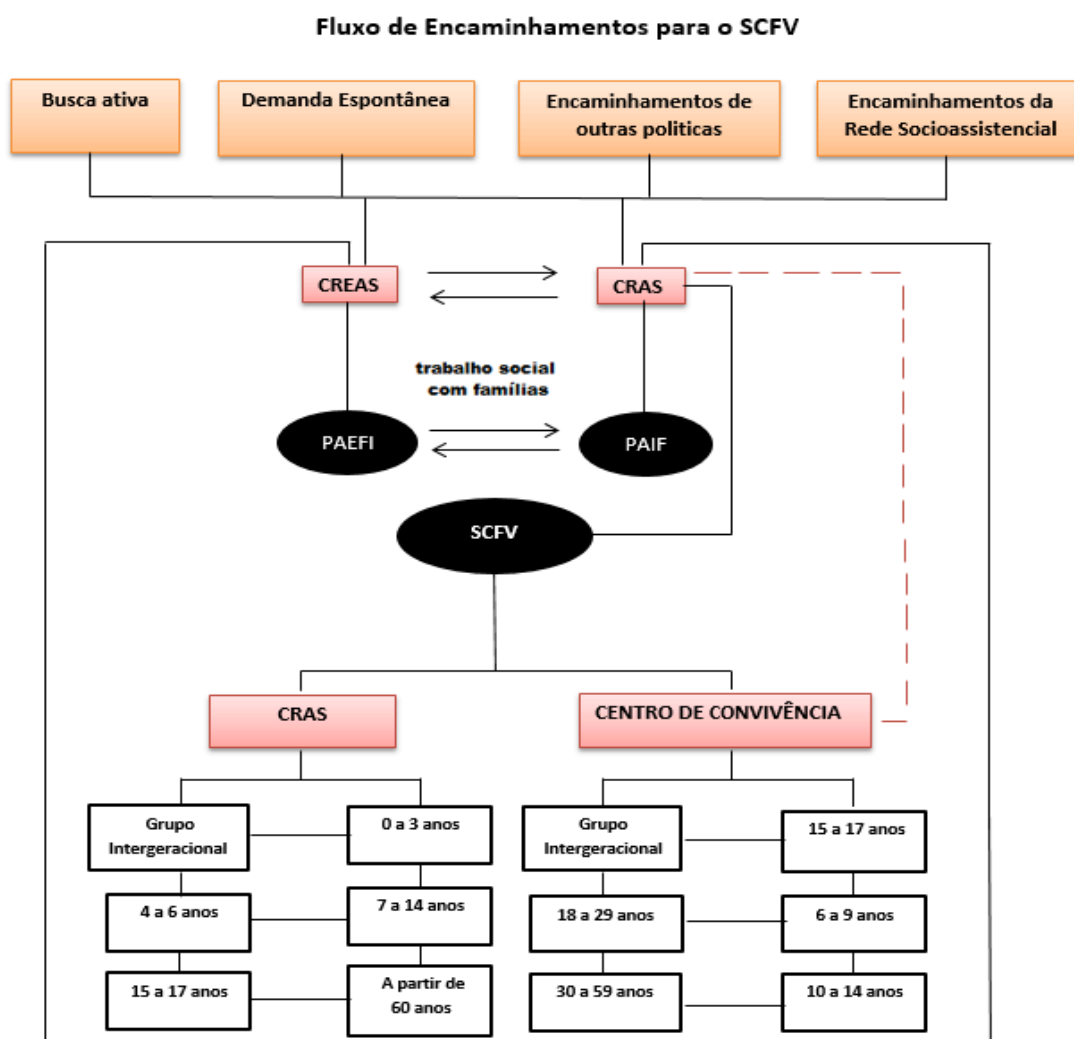 Fluxo de Encaminhamentos para o SCFV
Busca ativa
Demanda Espontânea
Encaminhamentos de
outras politicas
Encaminhamentos da
Rede Socioassistencial
CREAS
CRAS
trabalho social
com famílias
PAEFI
PAIF
SCFV
CRAS
CENTRO DE CONVIVÊNCIA
Grupo
Intergeracional
0 a 3 anos
4 a 6 anos
7 a 14 anos
15 a 17 anos
A partir de
60 anos
Grupo
Intergeracional
15 a 17 anos
18 a 29 anos
6 a 9 anos
30 a 59 anos
10 a 14 anos